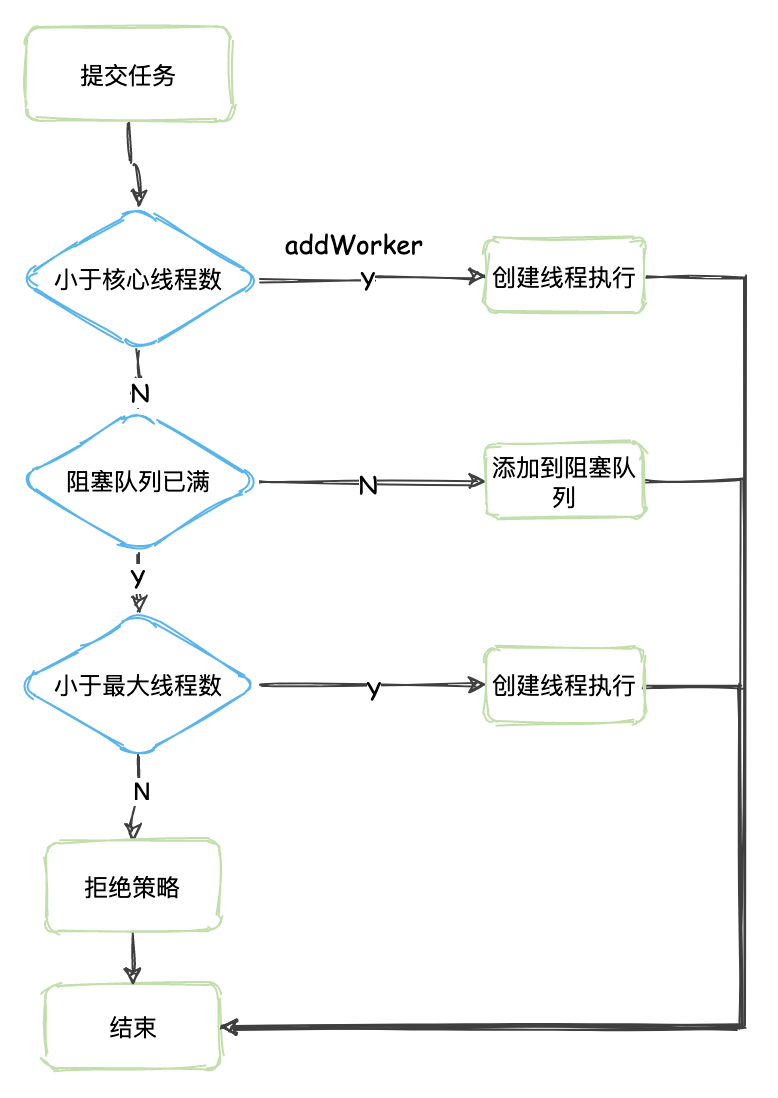 提交任务
addWorker
小于核心线程数
Y
创建线程执行
N
阻塞队列已满
N
添加到阻塞队
列
Y
小于最大线程数
Y
创建线程执行
N
拒绝策略
结束